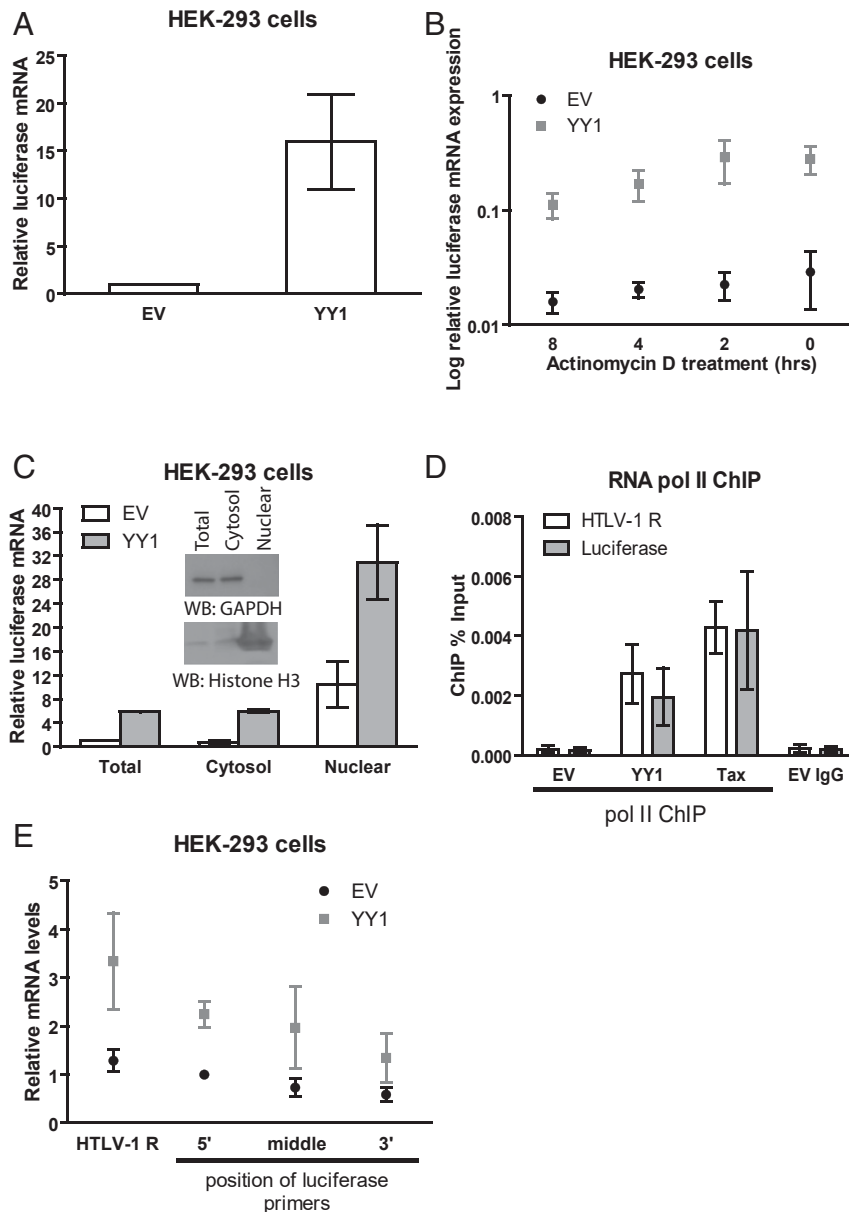 A
HEK-293 cells
Relative luciferase mRNA
25
20
15
10
5
0
EV
YY1
B
HEK-293 cells
Log relative luciferase mRNA expression
EV
YY1
1
0.1
0.01
8
4
2
0
Actinomycin D treatment (hrs)
C
HEK-293 cells
Relative luciferase mRNA
EV
YY1
40
36
32
28
24
20
16
12
8
4
0
Total
Cytosol
Nuclear
WB: GAPDH
WB: Histone H3
Total
Cytosol
Nuclear
D
RNA pol II ChIP
ChIP % Input
HTLV-1 R
Luciferase
0.008
0.006
0.004
0.002
0.000
EV
YY1
Tax
EV IgG
pol II ChIP
E
HEK-293 cells
Relative mRNA levels
EV
YY1
5
4
3
2
1
0
HTLV-1 R
5'
middle
3'
position of luciferase
primers